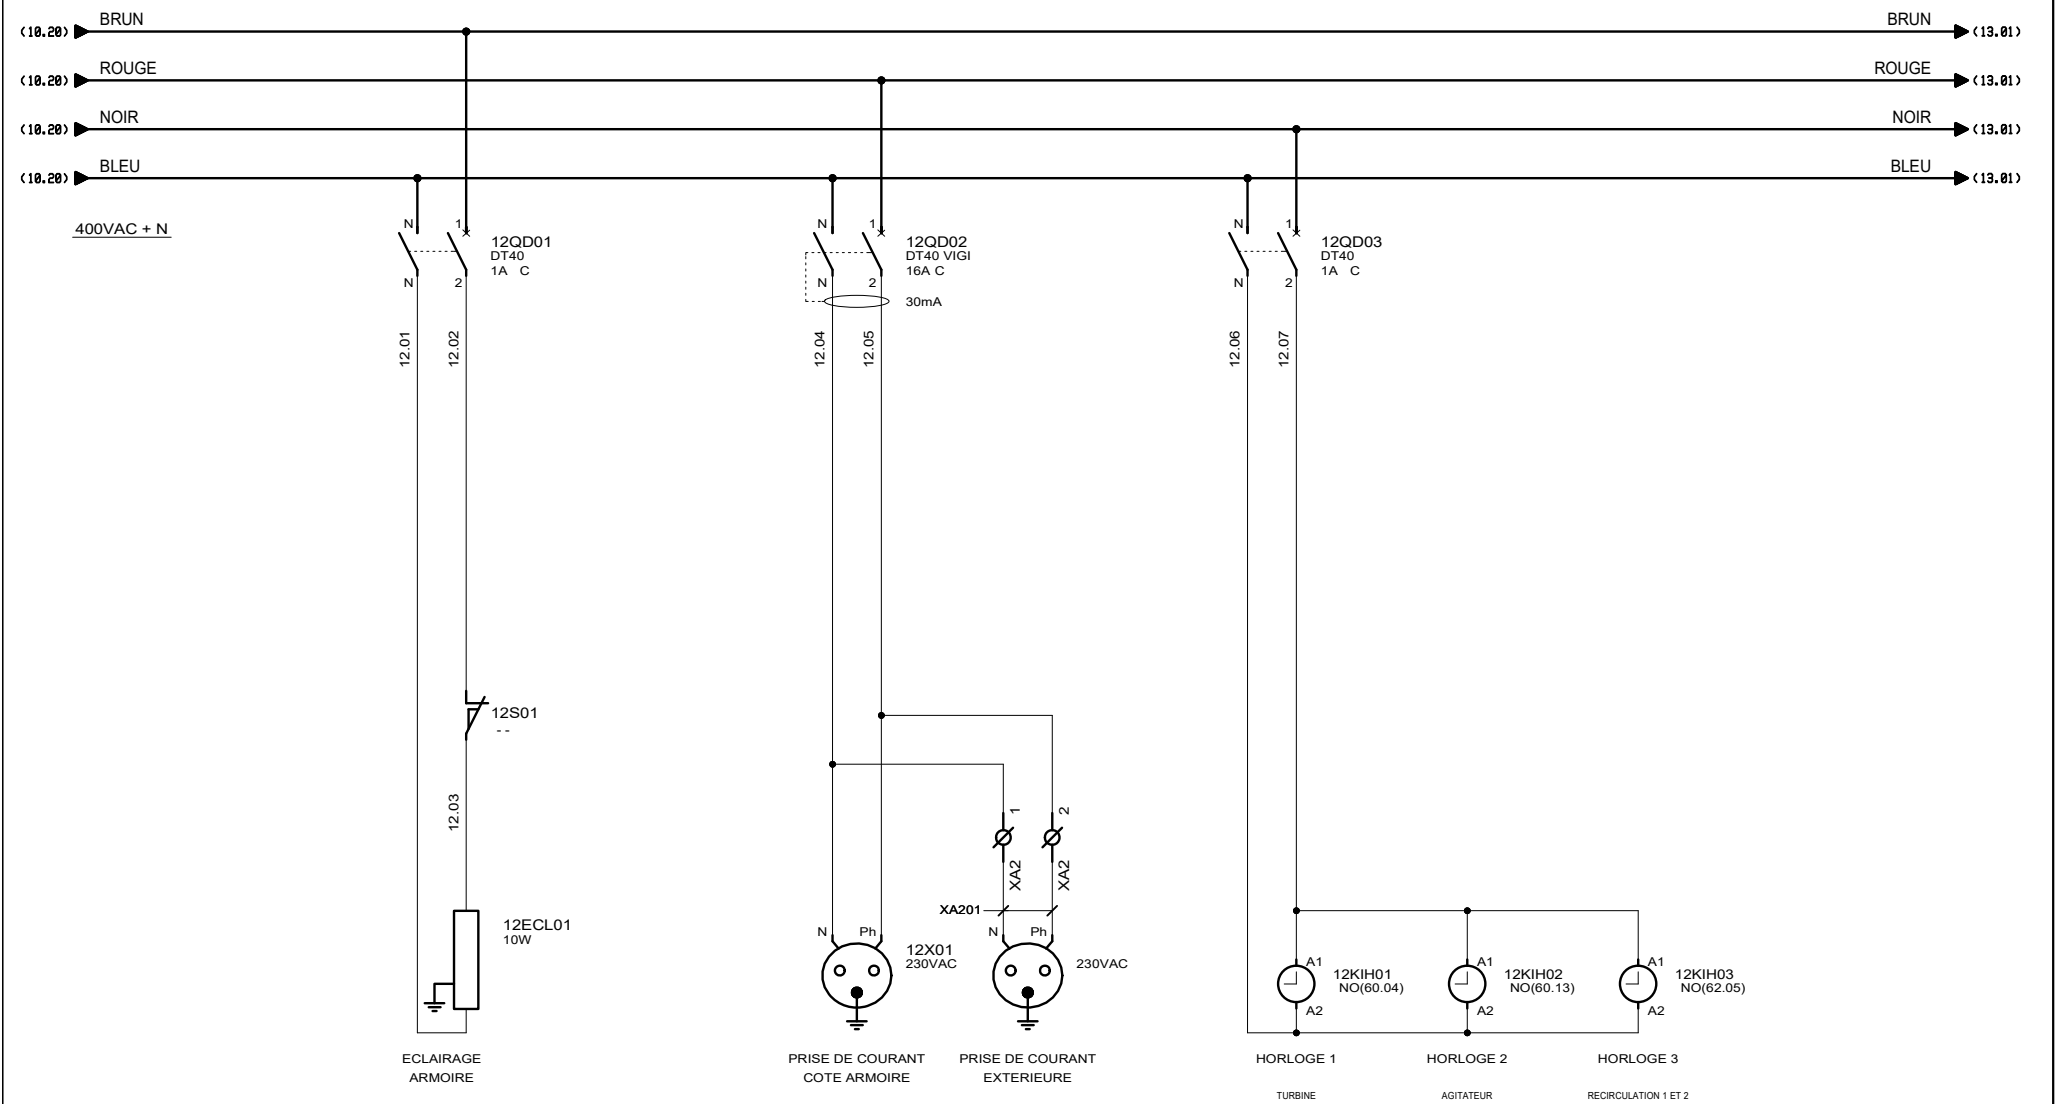 BRUN BRUN
(10.20) (13.01)
ROUGE ROUGE
(10.20) (13.01)
NOIR NOIR
(10.20) (13.01)
BLEU BLEU
(10.20) (13.01)
400VAC + N
N 1
12QD01
DT40
1A C
N 2
12.01 12.02
N 1
12QD02
DT40 VIGI
16A C
N 2
30mA
12.04 12.05
N 1
12QD03
DT40
1A C
N 2
12.06 12.07
12S01
--
12.03
12ECL01
10W
1 2
XA2 XA2
XA201
N Ph
12X01
230VAC
N Ph
230VAC
A1
12KIH01
NO(60.04)
A2
A1
12KIH02
NO(60.13)
A2
A1
12KIH03
NO(62.05)
A2
ECLAIRAGE
ARMOIRE
PRISE DE COURANT
COTE ARMOIRE
PRISE DE COURANT
EXTERIEURE
HORLOGE 1
TURBINE
HORLOGE 2
AGITATEUR
HORLOGE 3
RECIRCULATION 1 ET 2